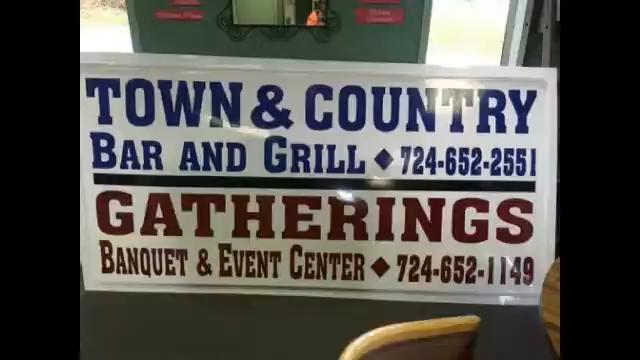 TOWN & COUNTRY
BAR AND GRILL ◆ 724-652-2551
GATHERINGS
BANQUET & EVENT CENTER ◆ 724-652-1149